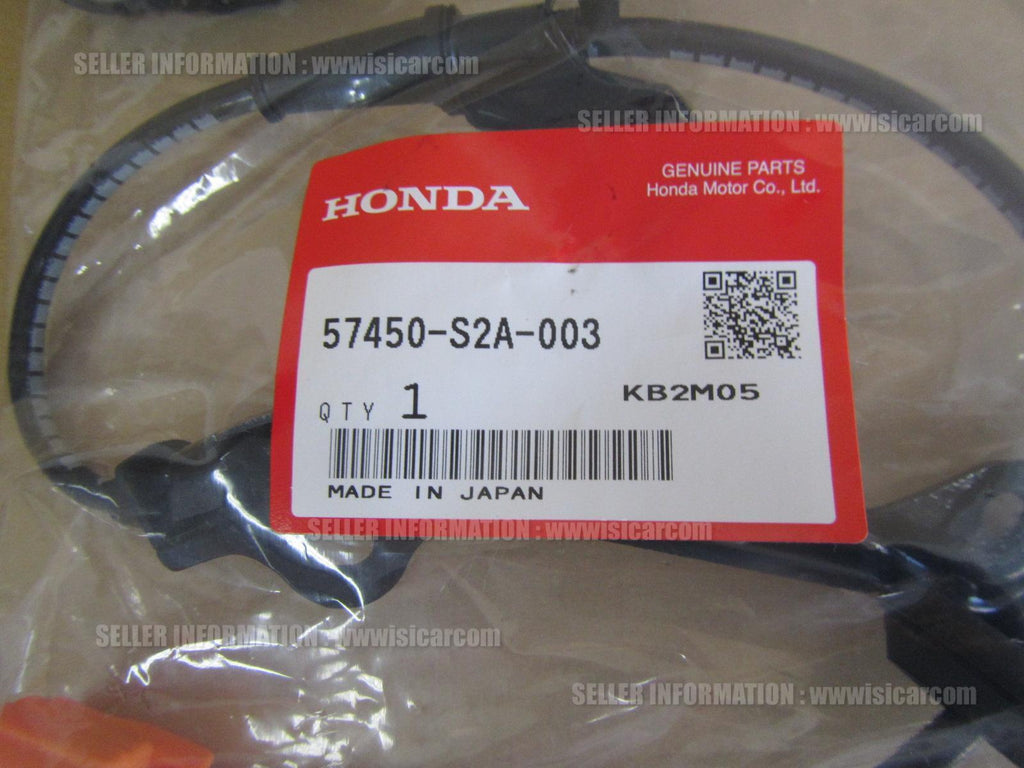 SELLER INFORMATION : wwwisicarcom
SELLER INFORMATION : wwwisicarcom
GENUINE PARTS
HONDA
Honda Motor Co., Ltd.
57450-S2A-003
QTY 1
KB2M05
MADE IN JAPAN
SELLER INFORMATION : wwwisicarcom
SELLER INFORMATION : wwwisicarcom
SELLER INFORMATION : wwwisicarcom